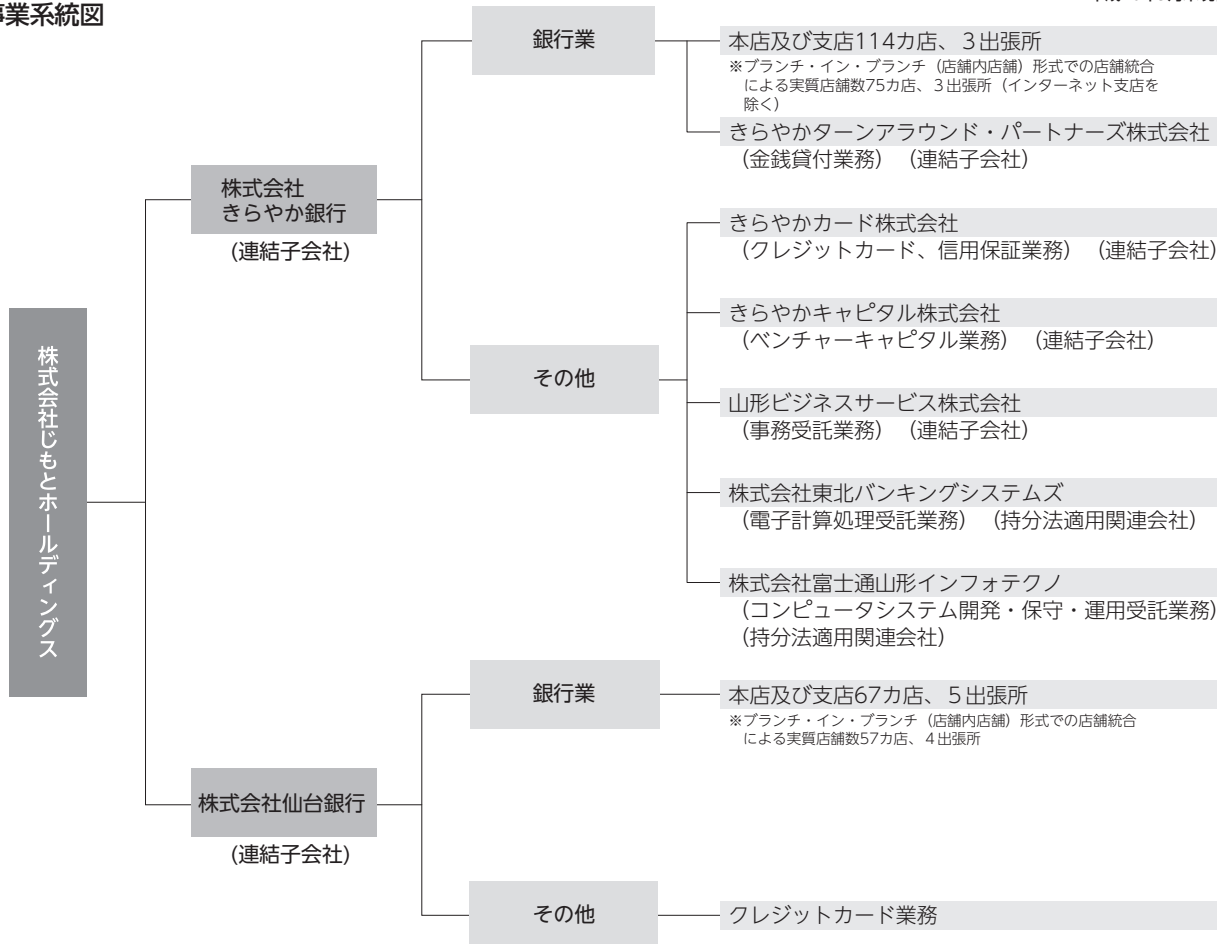 事業系統図
銀行業
本店及び支店114カ店、3出張所
※ブランチ・イン・ブランチ（店舗内店舗）形式での店舗統合
による実質店舗数75カ店、3出張所（インターネット支店を
除く）
きらやかターンアラウンド・パートナーズ株式会社
（金銭貸付業務）（連結子会社）
株式会社
きらやか銀行
(連結子会社)
きらやかカード株式会社
（クレジットカード、信用保証業務）（連結子会社）
きらやかキャピタル株式会社
（ベンチャーキャピタル業務）（連結子会社）
その他
山形ビジネスサービス株式会社
（事務受託業務）（連結子会社）
株式会社東北バンキングシステムズ
（電子計算処理受託業務）（持分法適用関連会社）
株式会社富士通山形インフォテクノ
（コンピュータシステム開発・保守・運用受託業務）
（持分法適用関連会社）
株式会社じもとホールディングス
銀行業
本店及び支店67カ店、5出張所
※ブランチ・イン・ブランチ（店舗内店舗）形式での店舗統合
による実質店舗数57カ店、4出張所
株式会社仙台銀行
(連結子会社)
その他
クレジットカード業務